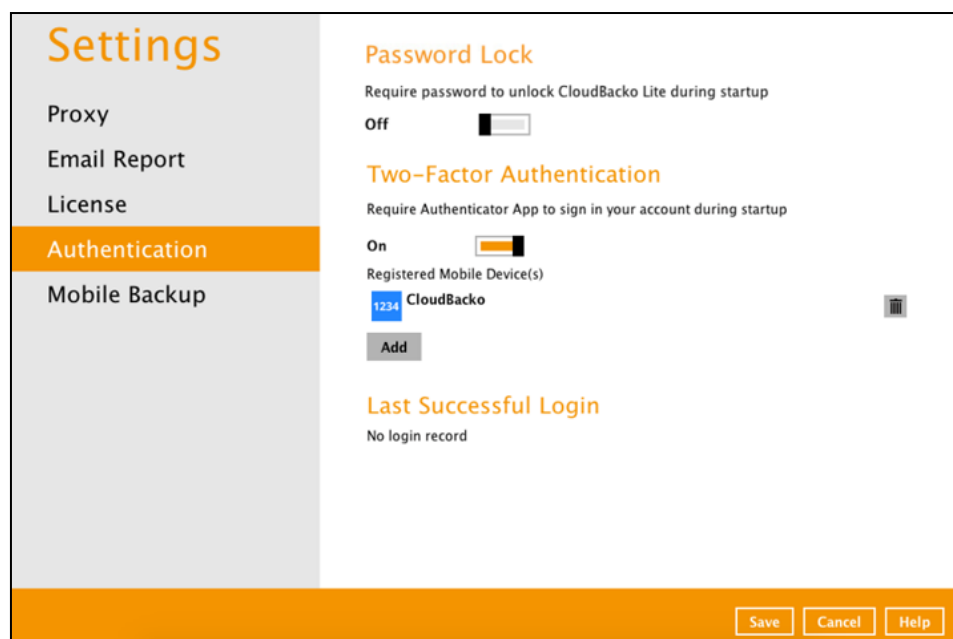 Settings
Proxy
Email Report
License
Authentication
Mobile Backup
Password Lock
Require password to unlock CloudBacko Lite during startup
Off
Two-Factor Authentication
Require Authenticator App to sign in your account during startup
On
Registered Mobile Device(s)
1234 CloudBacko
Add
Last Successful Login
No login record
Save Cancel Help